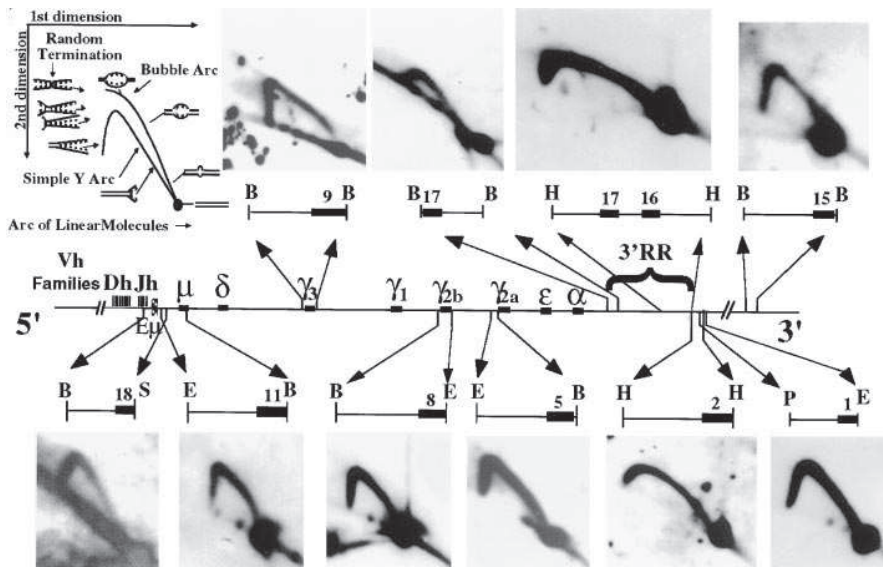 1st dimension
2nd dimension
Random
Termination
Bubble Arc
Simple Y Arc
Arc of LinearMolecules
B 9 B
B 17 B
H 17 16 H
B 15 B
3'RR
Vh
Families Dh Jh
Eμ
μ δ γ3 γ1 γ2b γ2a ε α
5' 3'
B 18 S
E 11 B
B 8 E
E 5 B
H 2 H
P 1 E